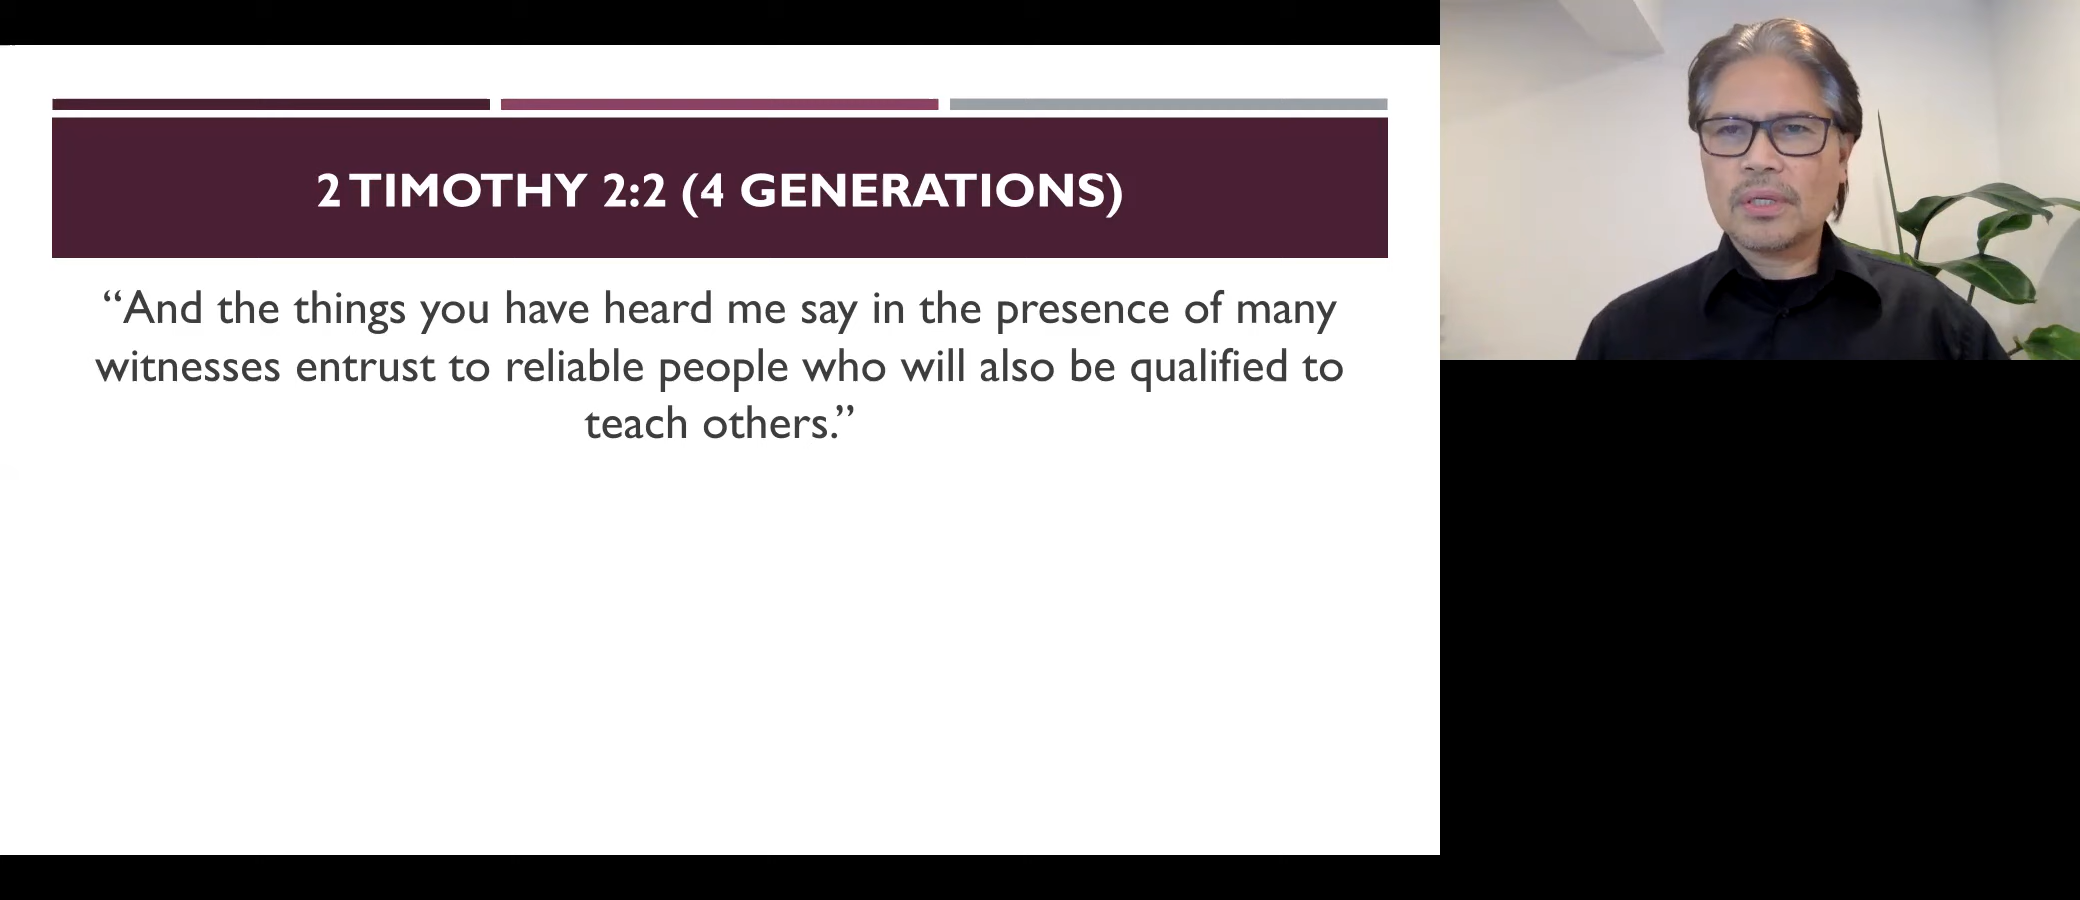 2 TIMOTHY 2:2 (4 GENERATIONS)
“And the things you have heard me say in the presence of many
witnesses entrust to reliable people who will also be qualified to
teach others.”